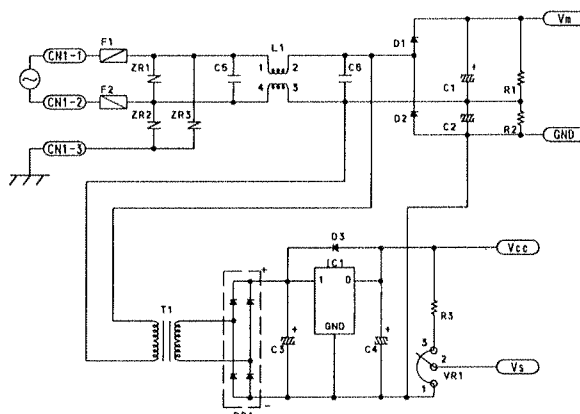 CN1-1
F1
ZR1
C5
L1
1
2
4
3
C6
D1
C1
+
R1
Vm
CN1-2
F2
ZR2
ZR3
D2
C2
R2
GND
CN1-3
T1
+
-
D3
IC1
1
0
GND
C3
+
C4
+
Vcc
R3
3
2
1
VR1
Vs